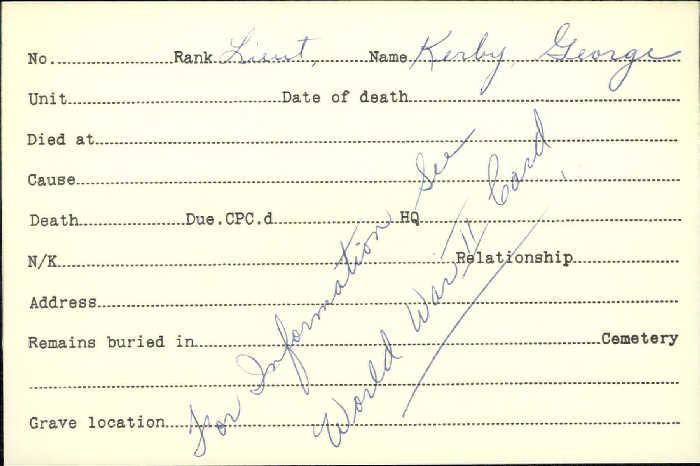 No. Rank Lieut, Name Kerby, George
Unit Date of death
Died at
Cause
Death Due.CPC.d HQ
N/K Relationship
Address
Remains buried in Cemetery
Grave location
For Information See
World War II Card,